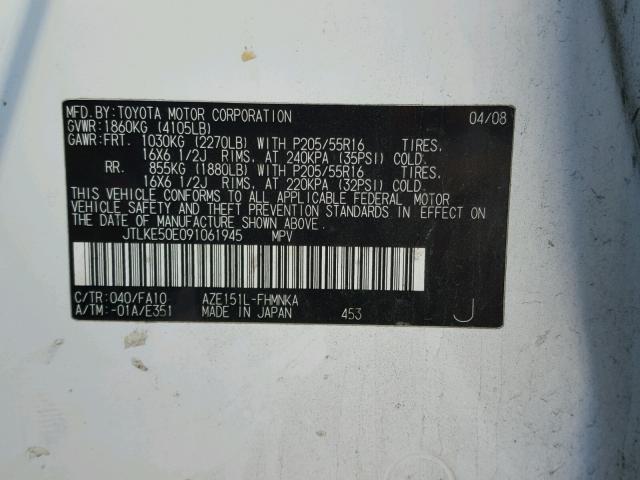 MFD.BY:TOYOTA MOTOR CORPORATION 04/08
GVWR:1860KG (4105LB)
GAWR:FRT. 1030KG (2270LB) WITH P205/55R16 TIRES,
16X6 1/2J RIMS, AT 240KPA (35PSI) COLD.
RR. 855KG (1880LB) WITH P205/55R16 TIRES,
16X6 1/2J RIMS, AT 220KPA (32PSI) COLD.
THIS VEHICLE CONFORMS TO ALL APPLICABLE FEDERAL MOTOR
VEHICLE SAFETY AND THEFT PREVENTION STANDARDS IN EFFECT ON
THE DATE OF MANUFACTURE SHOWN ABOVE.
JTLKE50E091061945 MPV
C/TR:040/FA10 AZE151L-FHMNKA
A/TM:-01A/E351 MADE IN JAPAN 453 J